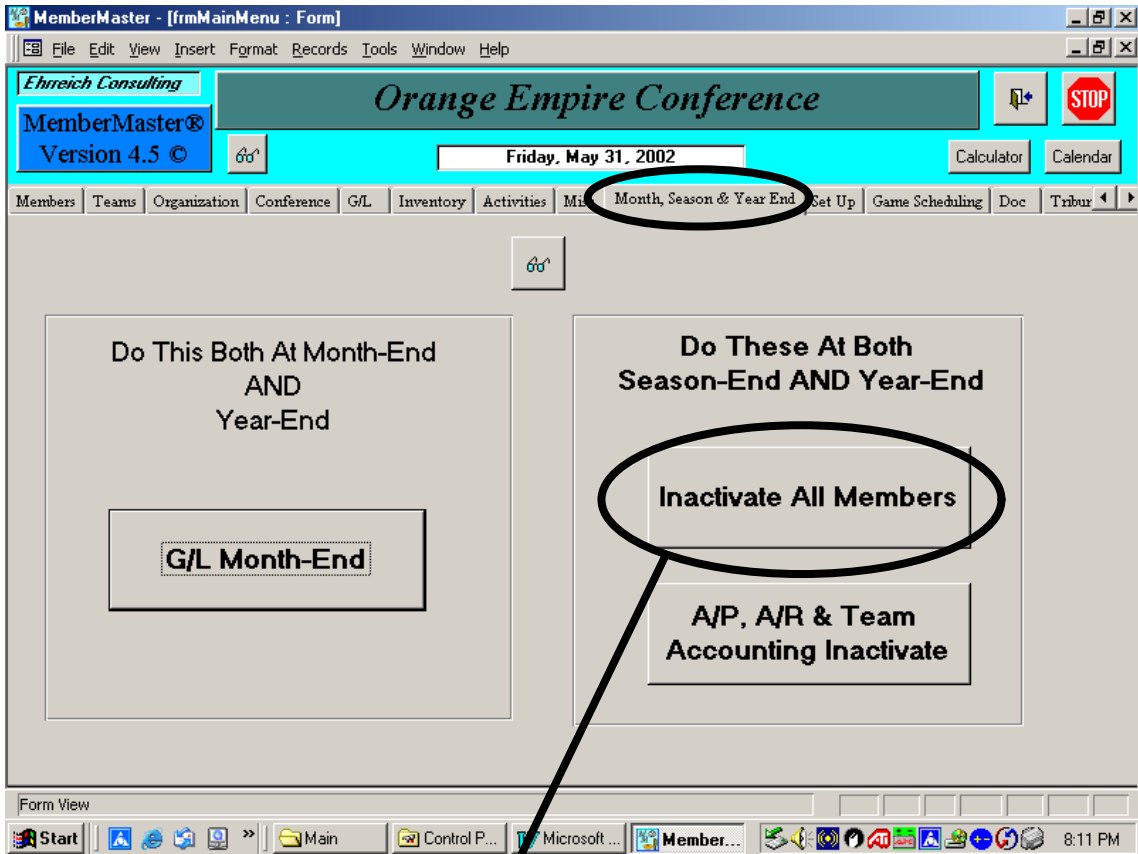 MemberMaster - [frmMainMenu : Form]
File Edit View Insert Format Records Tools Window Help
Ehrreich Consulting
Orange Empire Conference
STOP
MemberMaster®
Version 4.5 ©
Friday, May 31, 2002
Calculator Calendar
Members Teams Organization Conference G/L Inventory Activities Month, Season & Year End Set Up Game Scheduling Doc Tribur
Do This Both At Month-End
AND
Year-End
G/L Month-End
Do These At Both
Season-End AND Year-End
Inactivate All Members
A/P, A/R & Team
Accounting Inactivate
Form View
Start Main Control P... Microsoft ... Member... 8:11 PM